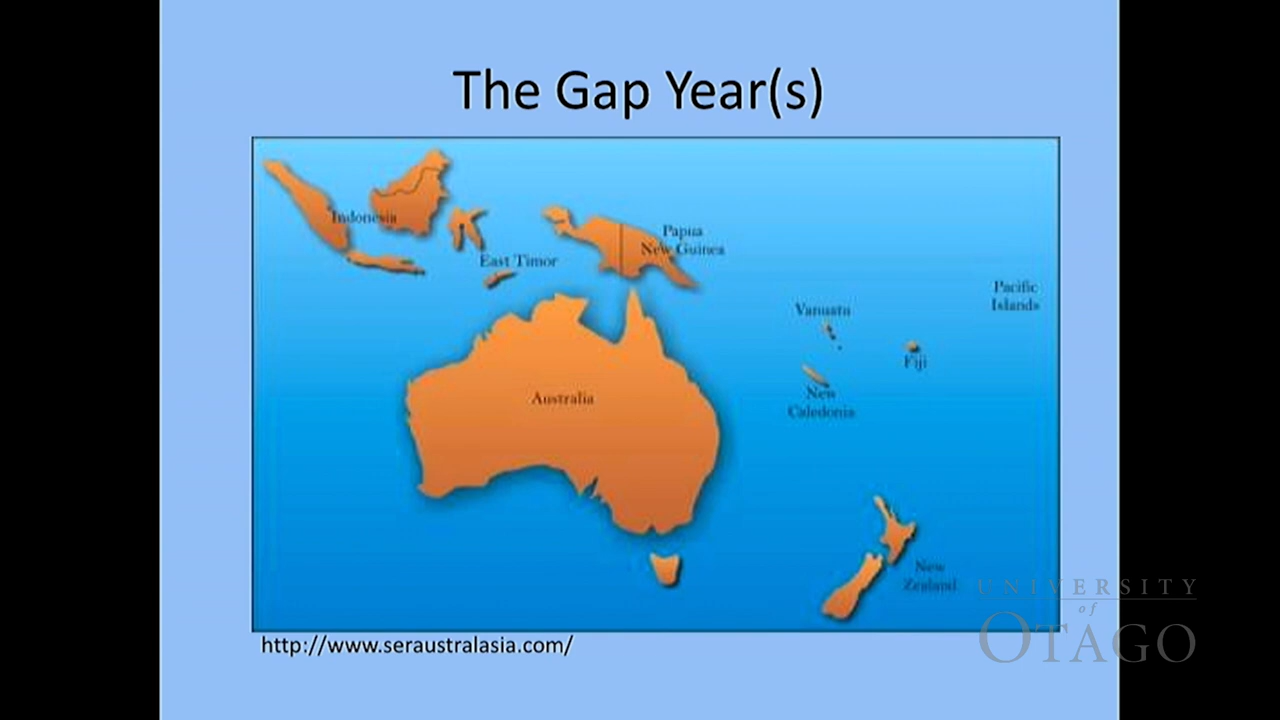 The Gap Year(s)
Indonesia
East Timor
Papua
New Guinea
Pacific
Islands
Vanuatu
Fiji
New
Caledonia
Australia
New
Zealand
UNIVERSITY
of
OTAGO
http://www.seraustralasia.com/